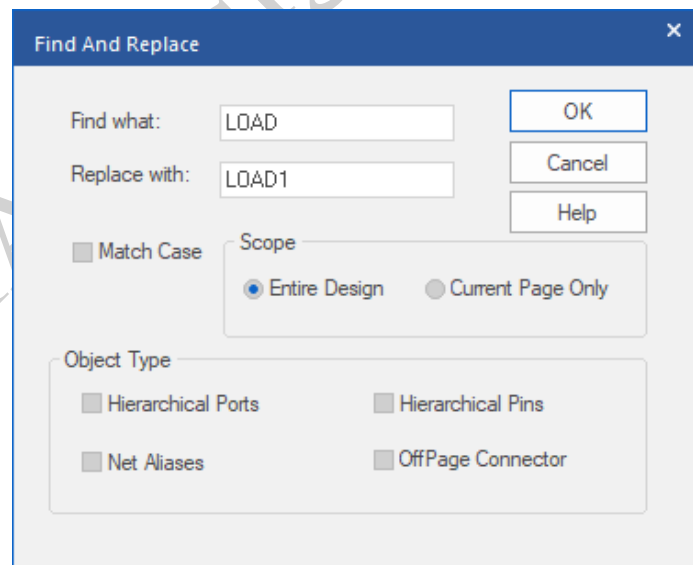 Find And Replace
Find what: LOAD
OK
Replace with: LOAD1
Cancel
Help
Match Case
Scope
Entire Design Current Page Only
Object Type
Hierarchical Ports Hierarchical Pins
Net Aliases OffPage Connector